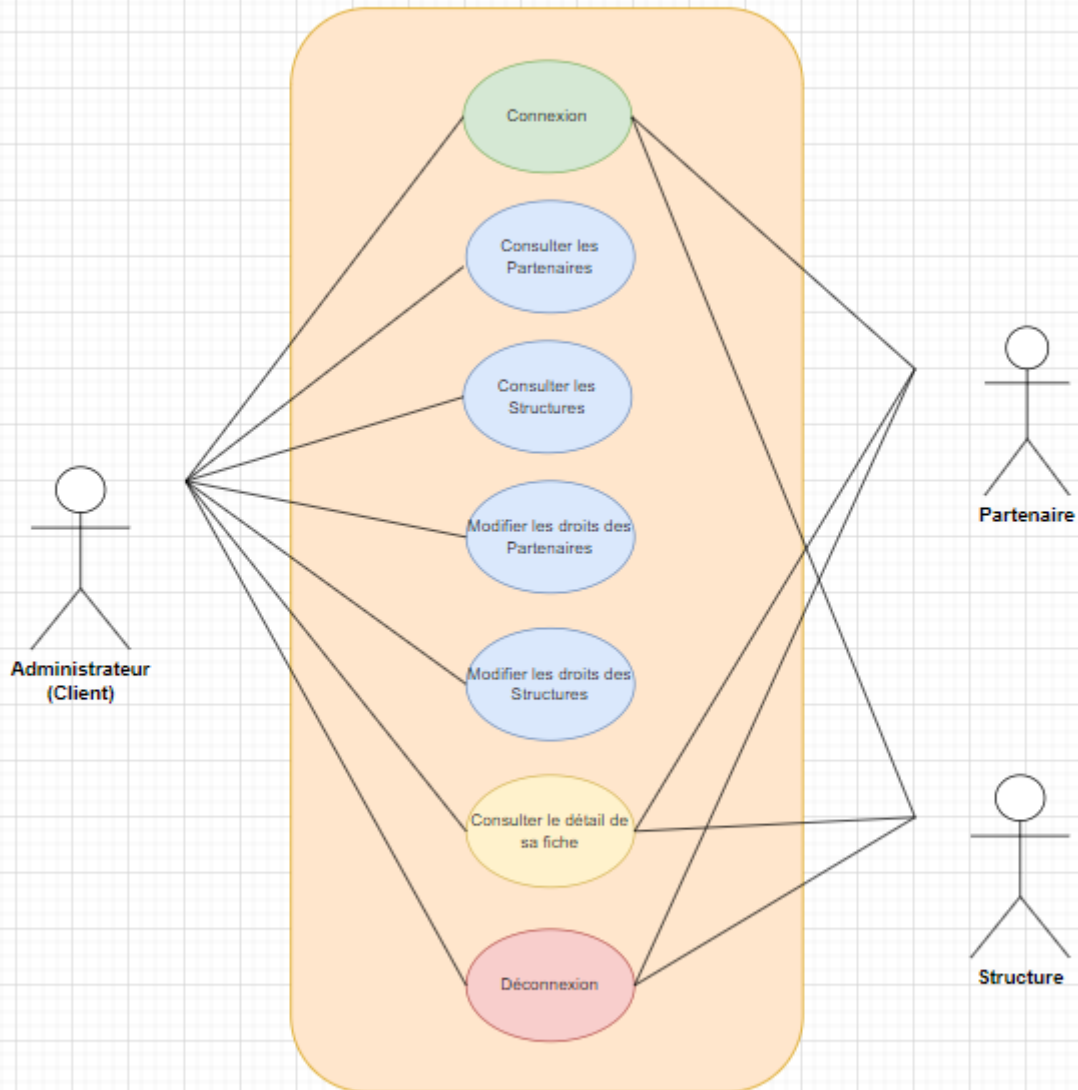 Connexion
Consulter les
Partenaires
Consulter les
Structures
Modifier les droits des
Partenaires
Modifier les droits des
Structures
Consulter le détail de
sa fiche
Déconnexion
Administrateur
(Client)
Partenaire
Structure